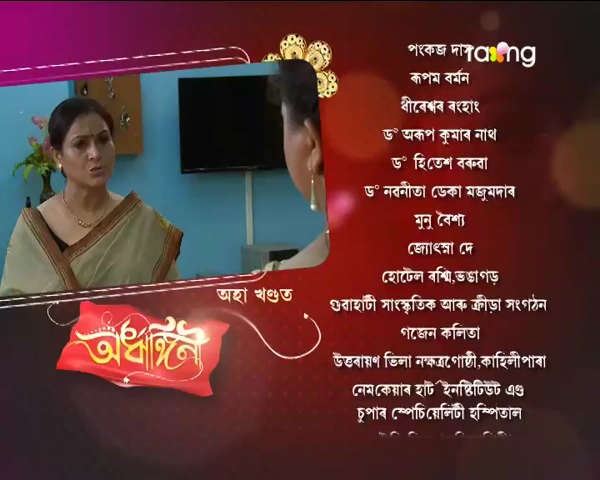 পংকজ দাস
rang
ৰূপম বৰ্মন
ধীৰেশ্বৰ ৰংহাং
ড° অৰূপ কুমাৰ নাথ
ড° হিতেশ বৰুৱা
ড° নৱনীতা ডেকা মজুমদাৰ
মুনু বৈশ্য
জ্যোৎস্না দে
হোটেল ৰশ্মি,ভঙাগড়
গুৱাহাটী সাংস্কৃতিক আৰু ক্ৰীড়া সংগঠন
গজেন কলিতা
উত্তৰায়ণ ভিলা নক্ষত্ৰগোষ্ঠী,কাহিলীপাৰা
নেমকেয়াৰ হাৰ্ট ইনষ্টিটিউট এণ্ড
চুপাৰ স্পেচিয়েলিটী হস্পিতাল
অহা খণ্ডত
অৰ্ধাঙ্গিনী